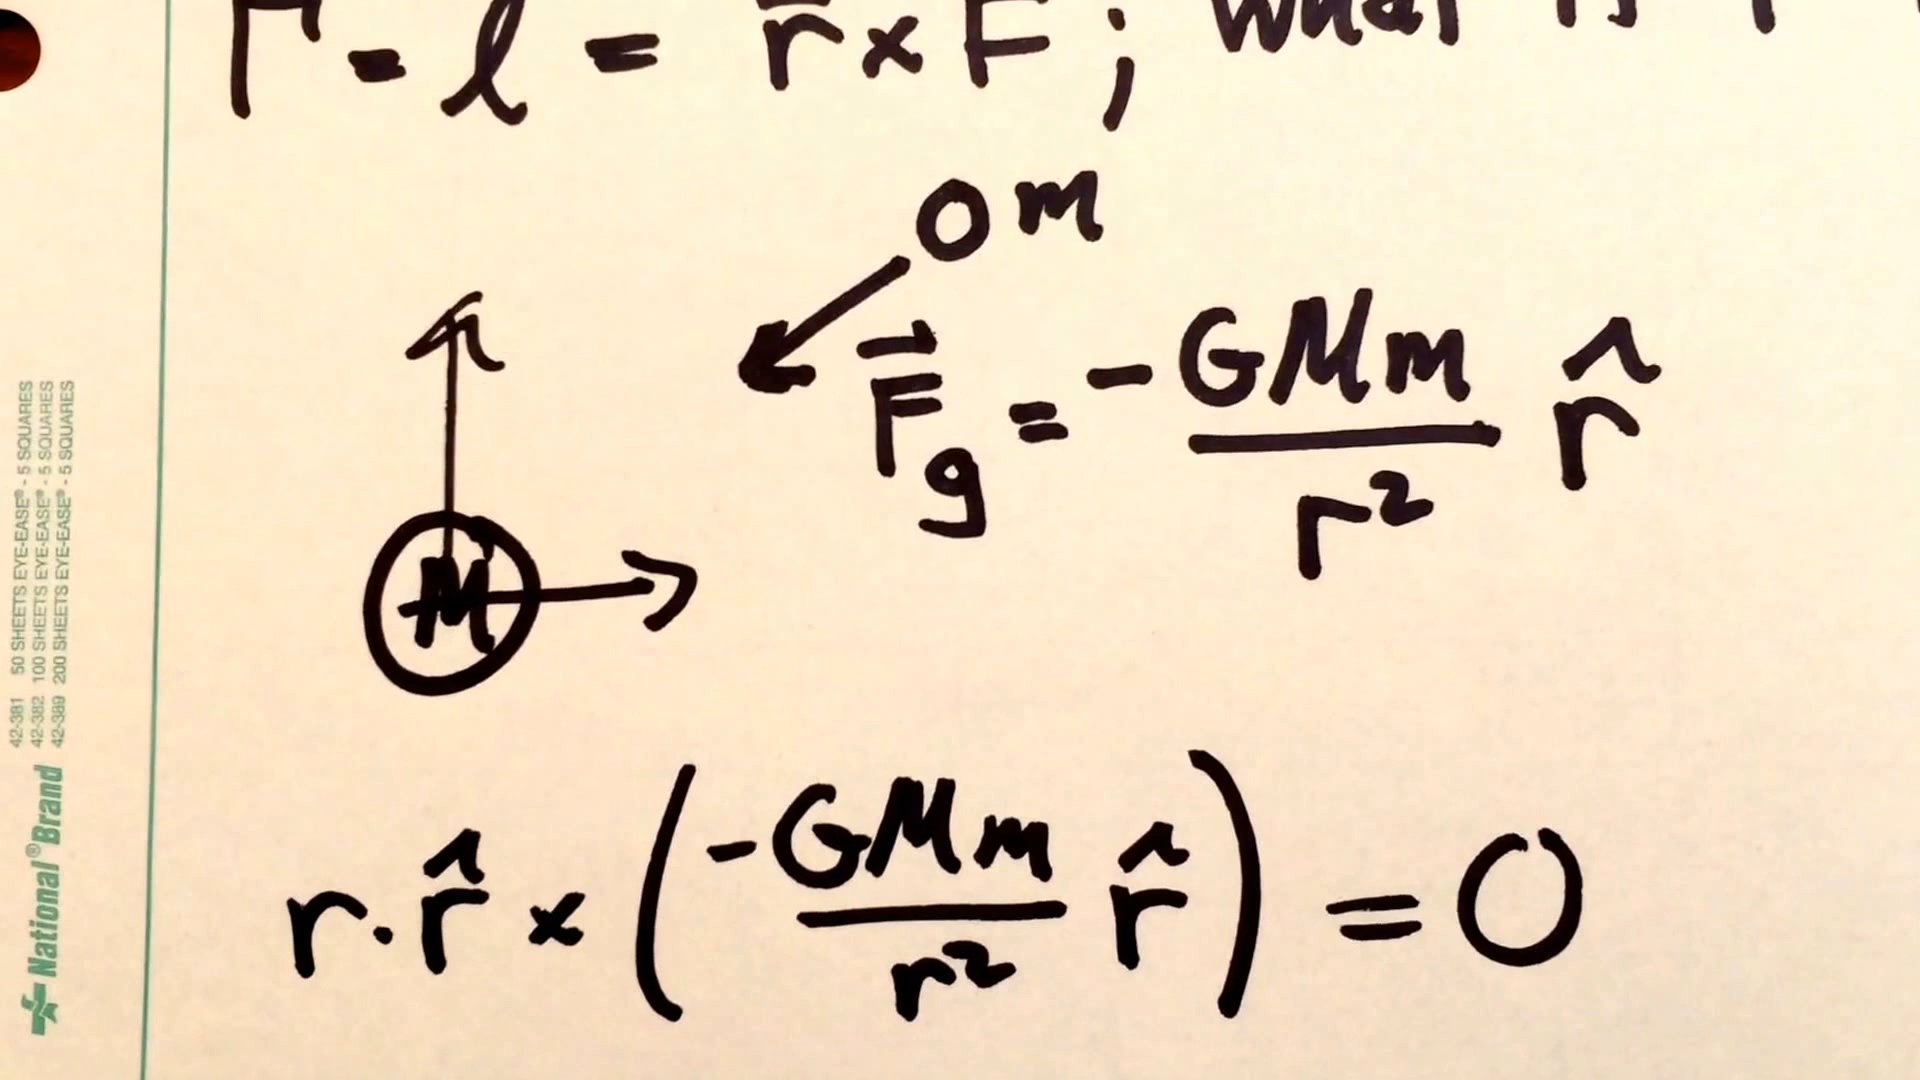 Γ = l = r × F ; What is
m
F⃗g = -GMm/r² r̂
M
r · r̂ × (-GMm/r² r̂) = 0
42-381 50 SHEETS EYE-EASE® - 5 SQUARES
42-382 100 SHEETS EYE-EASE® - 5 SQUARES
42-389 200 SHEETS EYE-EASE® - 5 SQUARES
National® Brand